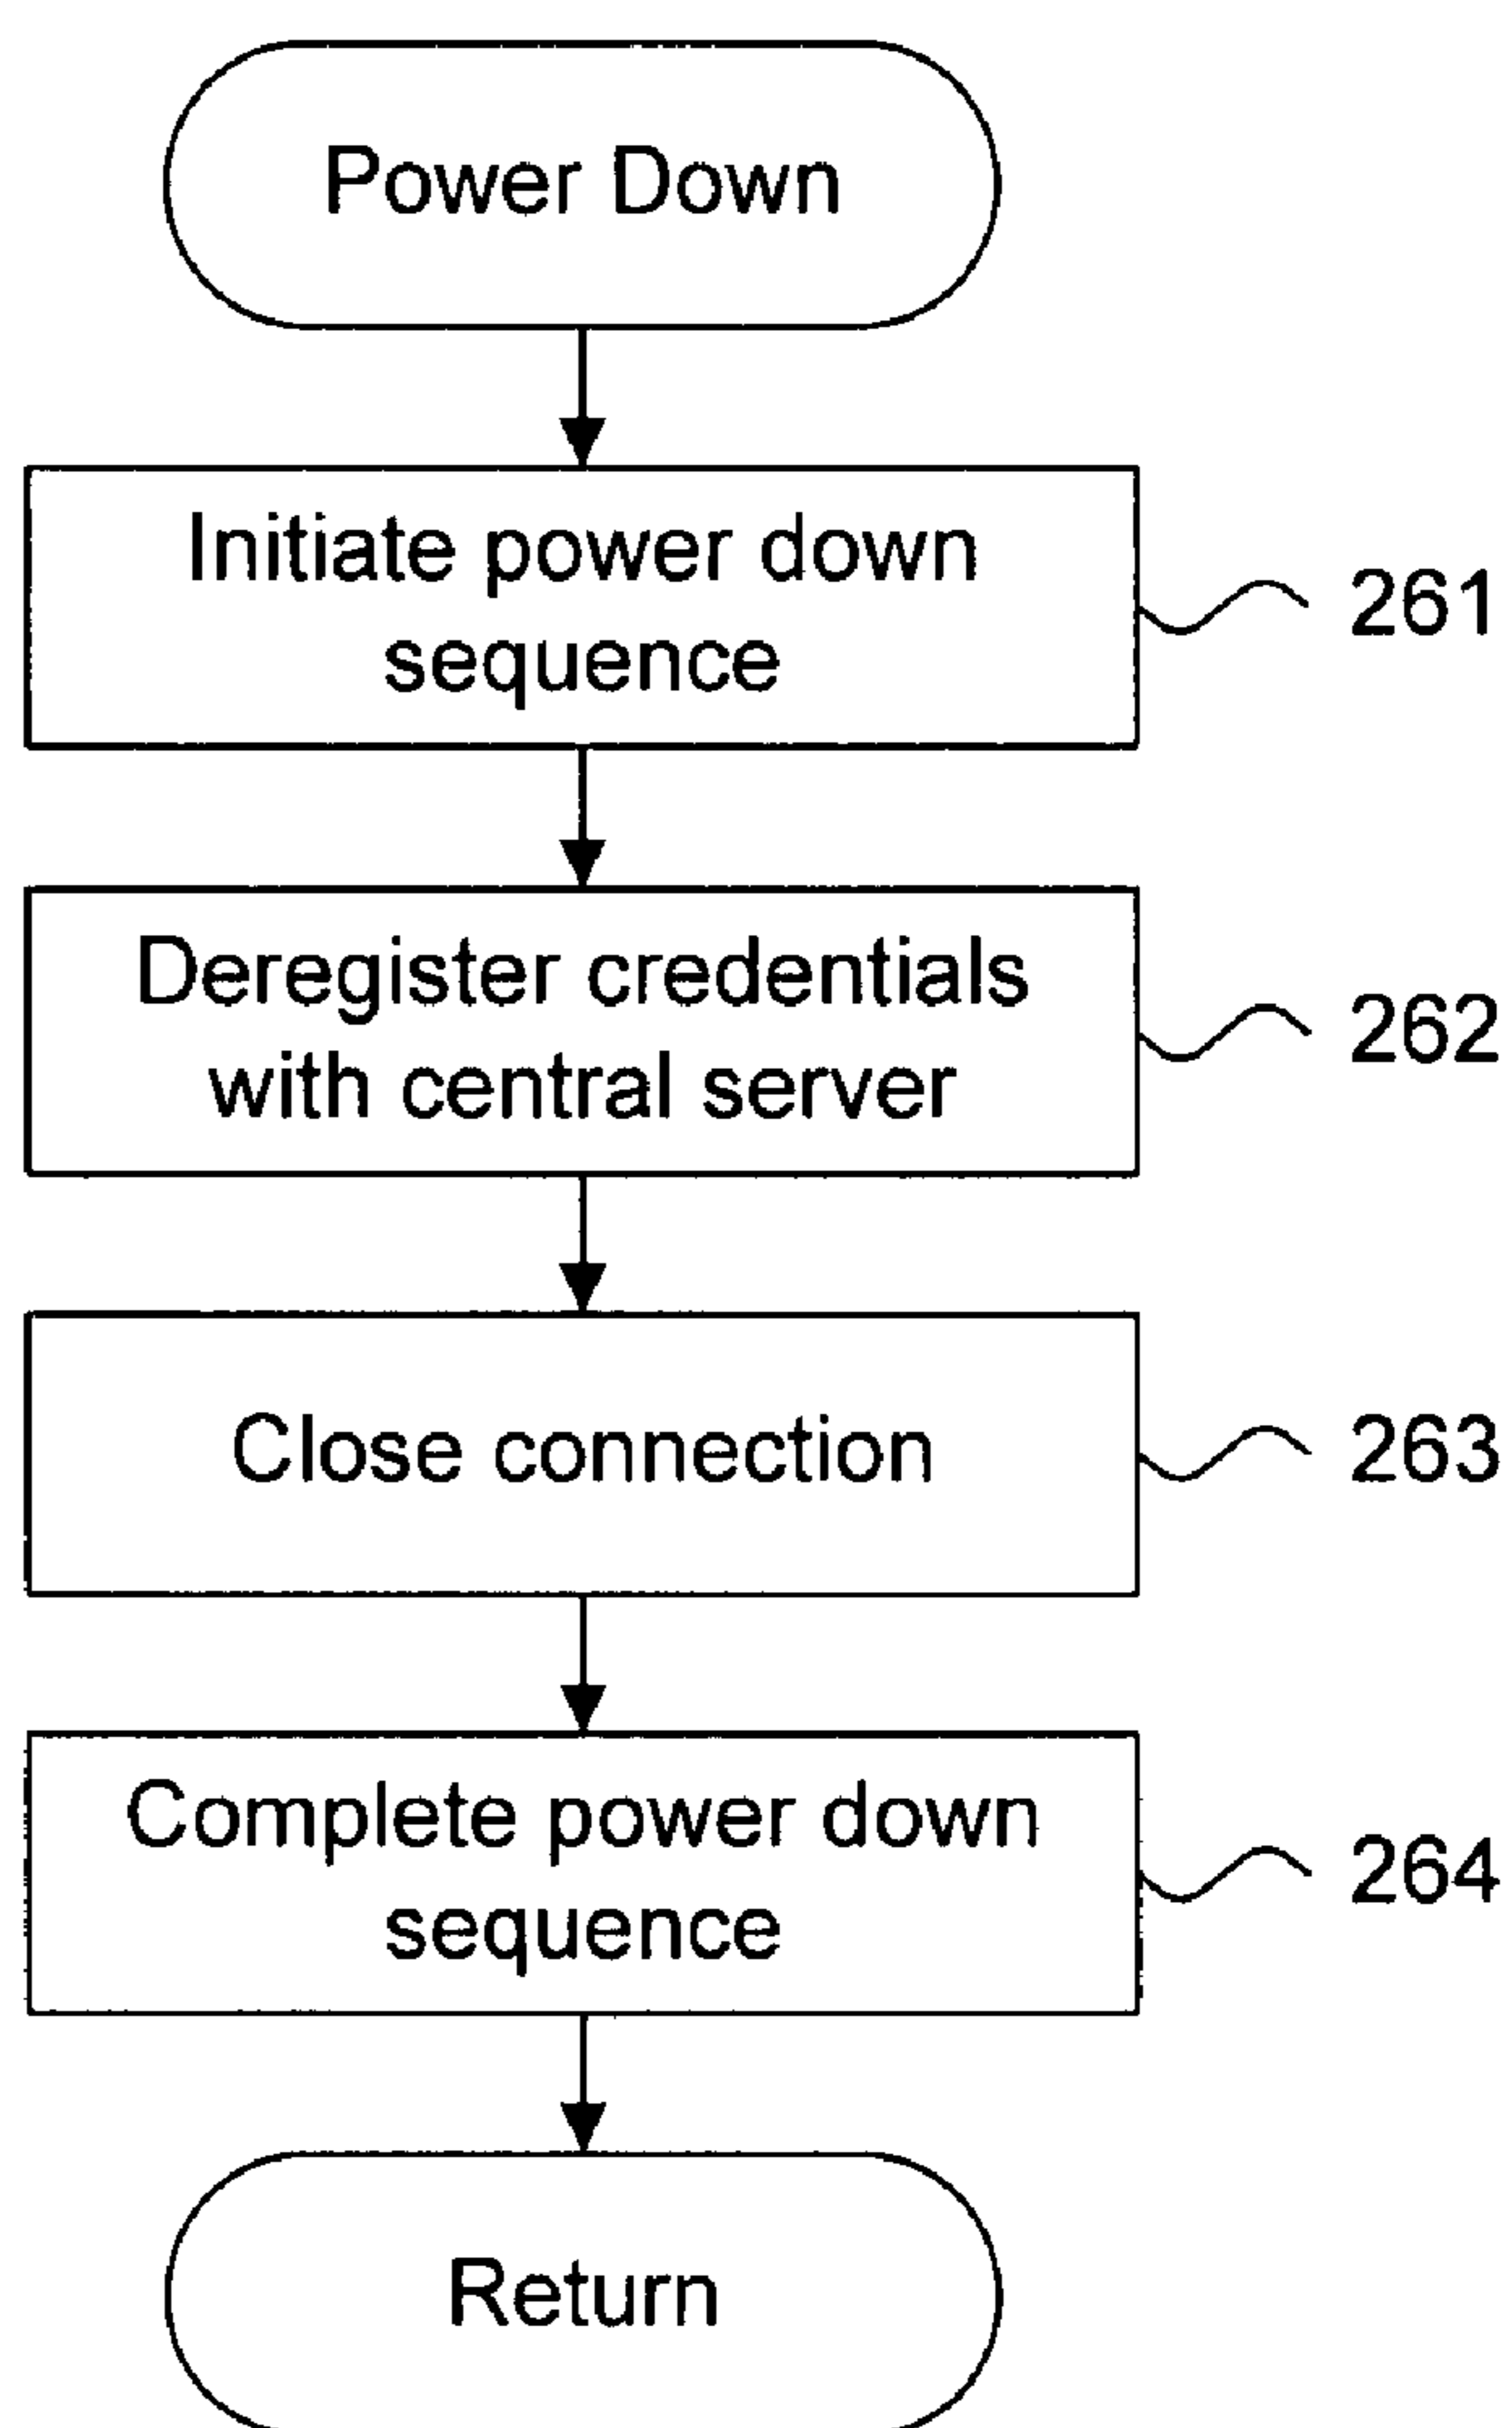 Power Down
Initiate power down
sequence
261
Deregister credentials
with central server
262
Close connection
263
Complete power down
sequence
264
Return